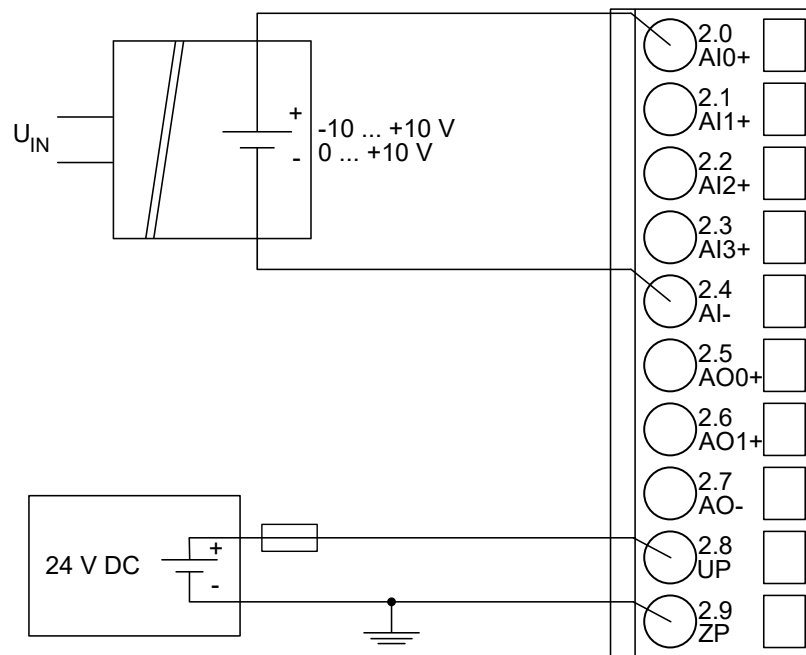 2.0
AI0+
2.1
AI1+
2.2
AI2+
2.3
AI3+
2.4
AI-
2.5
AO0+
2.6
AO1+
2.7
AO-
2.8
UP
2.9
ZP
UIN
+
-10 ... +10 V
- 0 ... +10 V
24 V DC
+
-